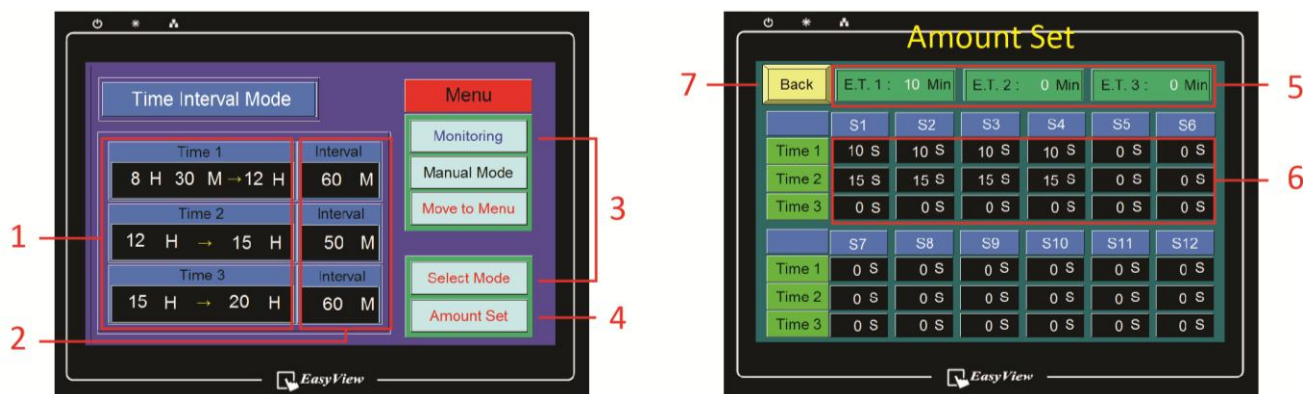 Time Interval Mode
Time 1 Interval
8 H 30 M → 12 H 60 M
Time 2 Interval
12 H → 15 H 50 M
Time 3 Interval
15 H → 20 H 60 M
Menu
Monitoring
Manual Mode
Move to Menu
Select Mode
Amount Set
1
2
3
4
EasyView
Amount Set
7
Back E.T. 1 : 10 Min E.T. 2 : 0 Min E.T. 3 : 0 Min
5
S1 S2 S3 S4 S5 S6
Time 1 10 S 10 S 10 S 10 S 0 S 0 S
Time 2 15 S 15 S 15 S 15 S 0 S 0 S
6
Time 3 0 S 0 S 0 S 0 S 0 S 0 S
S7 S8 S9 S10 S11 S12
Time 1 0 S 0 S 0 S 0 S 0 S 0 S
Time 2 0 S 0 S 0 S 0 S 0 S 0 S
Time 3 0 S 0 S 0 S 0 S 0 S 0 S
EasyView